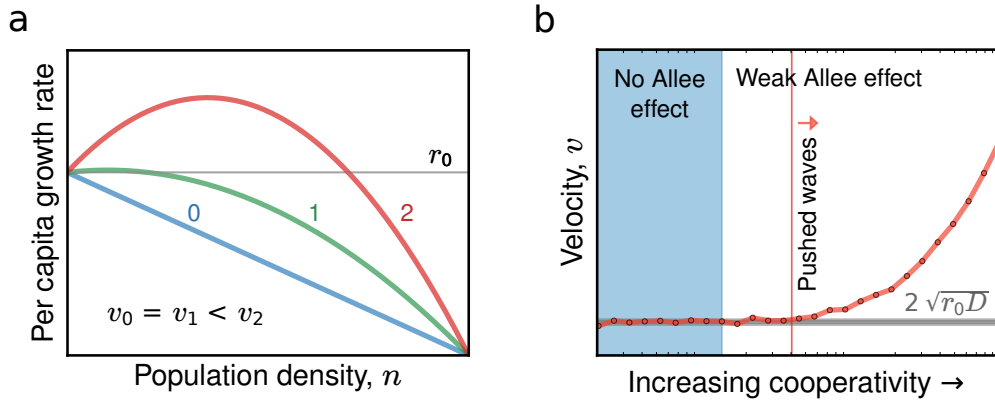 a
Per capita growth rate
r₀
0
1
2
v₀ = v₁ < v₂
Population density, n
b
No Allee
effect
Weak Allee effect
Pushed waves
Velocity, v
2 √r₀D
Increasing cooperativity →